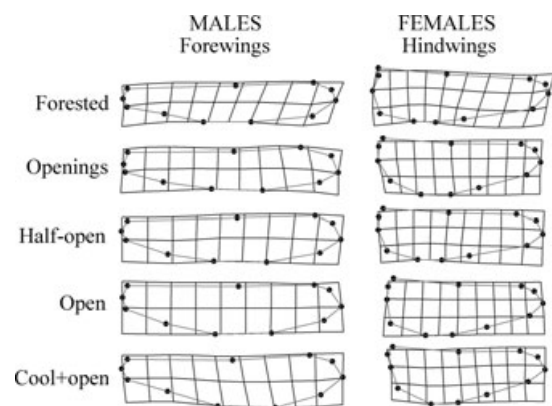 MALES FEMALES
Forewings Hindwings
Forested
Openings
Half-open
Open
Cool+open